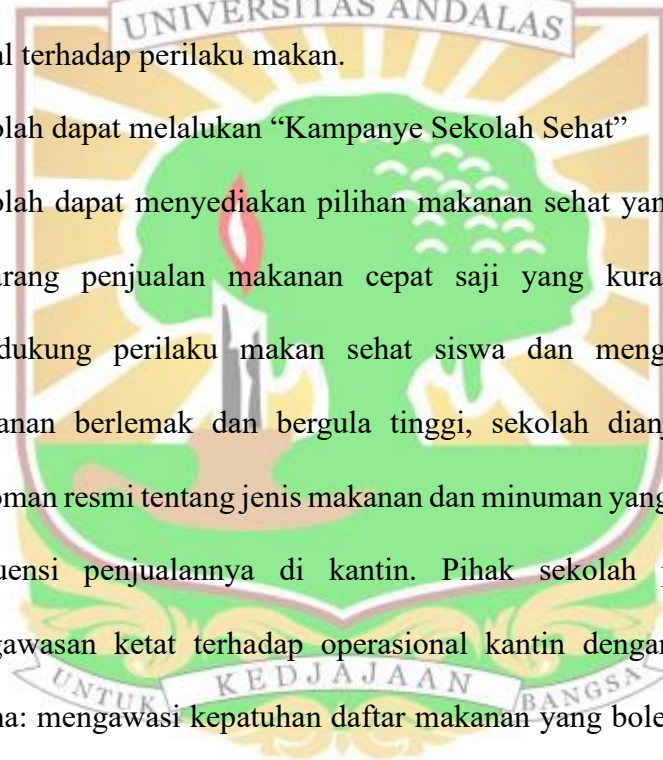 UNIVERSITAS ANDALAS
al terhadap perilaku makan.
olah dapat melalukan “Kampanye Sekolah Sehat”
olah dapat menyediakan pilihan makanan sehat yan
arang penjualan makanan cepat saji yang kura
dukung perilaku makan sehat siswa dan meng
anan berlemak dan bergula tinggi, sekolah dianj
oman resmi tentang jenis makanan dan minuman yang
uensi penjualannya di kantin. Pihak sekolah
gawasan ketat terhadap operasional kantin dengan
na: mengawasi kepatuhan daftar makanan yang bole
UNTUK KEDJAJAAN BANGSA